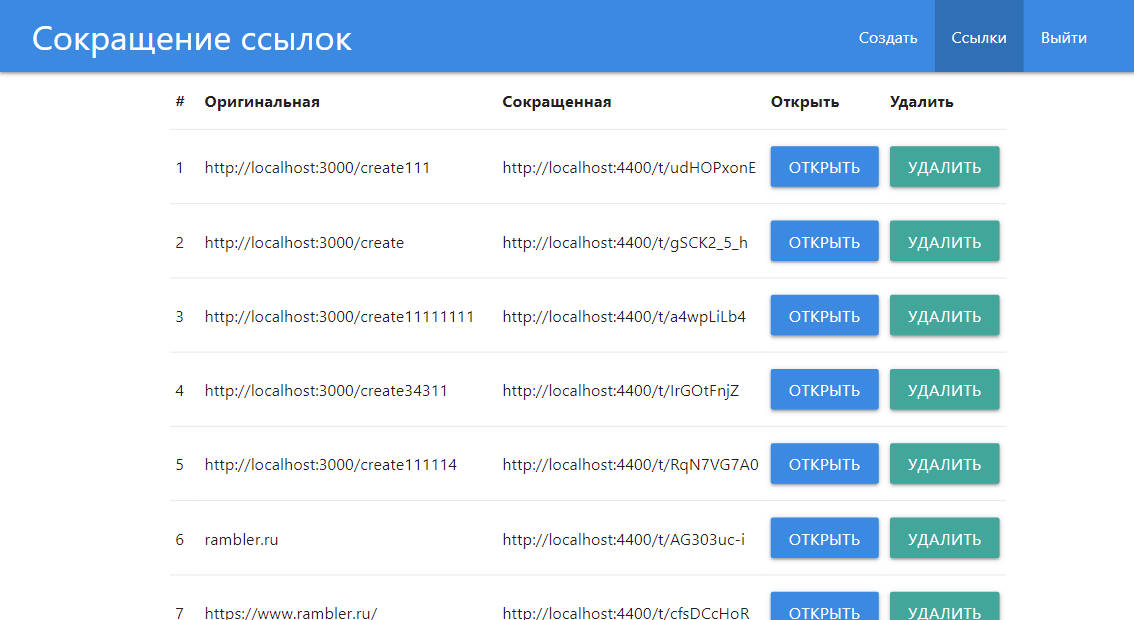 Сокращение ссылок Создать Ссылки Выйти
# Оригинальная Сокращенная Открыть Удалить
1 http://localhost:3000/create111 http://localhost:4400/t/udHOPxonE ОТКРЫТЬ УДАЛИТЬ
2 http://localhost:3000/create http://localhost:4400/t/gSCK2_5_h ОТКРЫТЬ УДАЛИТЬ
3 http://localhost:3000/create11111111 http://localhost:4400/t/a4wpLiLb4 ОТКРЫТЬ УДАЛИТЬ
4 http://localhost:3000/create34311 http://localhost:4400/t/IrGOtFnjZ ОТКРЫТЬ УДАЛИТЬ
5 http://localhost:3000/create111114 http://localhost:4400/t/RqN7VG7A0 ОТКРЫТЬ УДАЛИТЬ
6 rambler.ru http://localhost:4400/t/AG303uc-i ОТКРЫТЬ УДАЛИТЬ
7 https://www.rambler.ru/ http://localhost:4400/t/cfsDCcHoR ОТКРЫТЬ УДАЛИТЬ